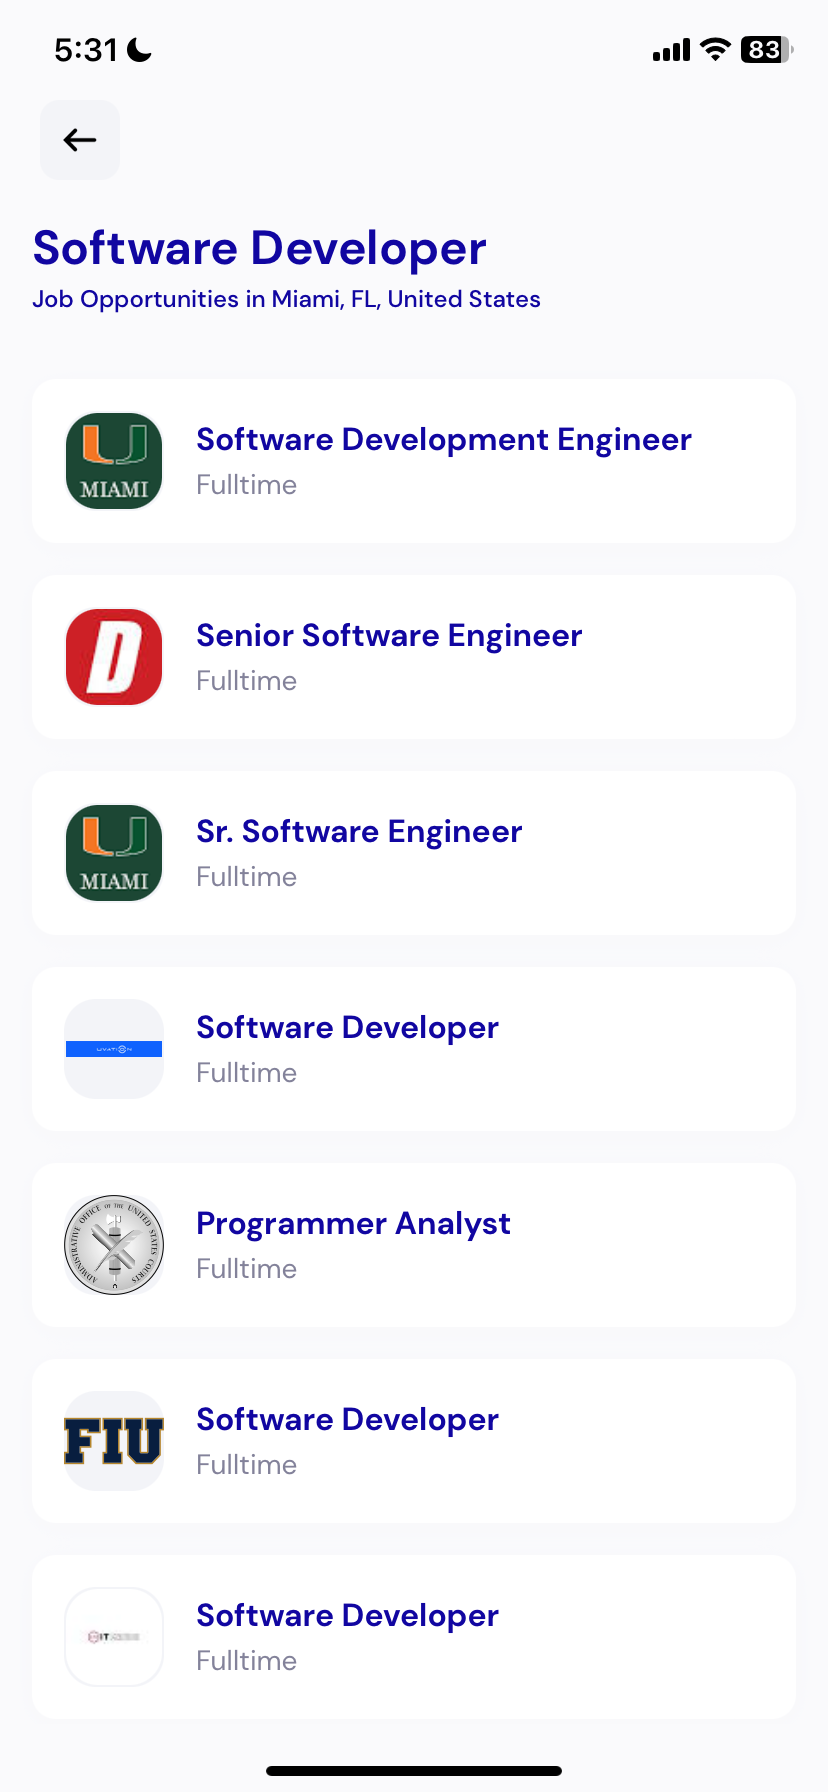 5:31
83
Software Developer
Job Opportunities in Miami, FL, United States
MIAMI
Software Development Engineer
Fulltime
D
Senior Software Engineer
Fulltime
MIAMI
Sr. Software Engineer
Fulltime
Software Developer
Fulltime
ADMINISTRATIVE OFFICE OF THE UNITED STATES COURTS
Programmer Analyst
Fulltime
FIU
Software Developer
Fulltime
IT
Software Developer
Fulltime